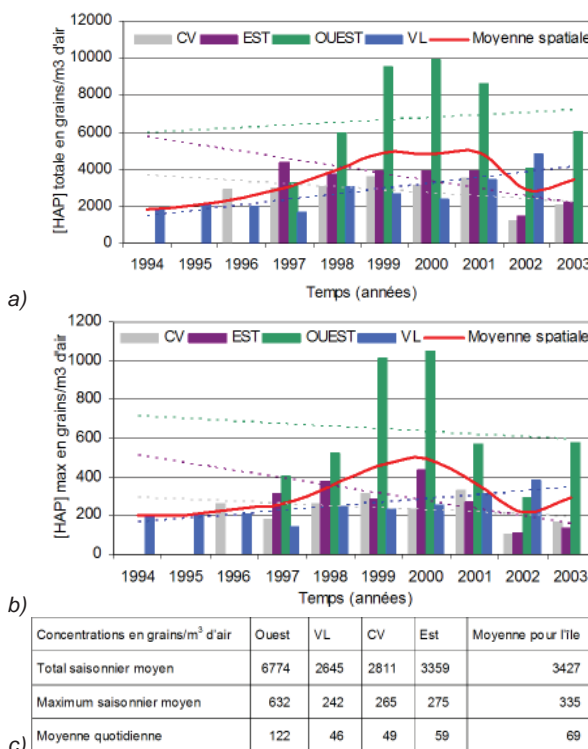 12000
CV EST OUEST VL Moyenne spatiale
10000
8000
6000
4000
2000
0
1994 1995 1996 1997 1998 1999 2000 2001 2002 2003
Temps (années)
[HAP] totale en grains/m3 d'air
a)
1200
CV EST OUEST VL Moyenne spatiale
1000
800
600
400
200
0
1994 1995 1996 1997 1998 1999 2000 2001 2002 2003
Temps (années)
[HAP] max en grains/m3 d'air
b)
Concentrations en grains/m³ d'air Ouest VL CV Est Moyenne pour l'île
Total saisonnier moyen 6774 2645 2811 3359 3427
Maximum saisonnier moyen 632 242 265 275 335
Moyenne quotidienne 122 46 49 59 69
c)